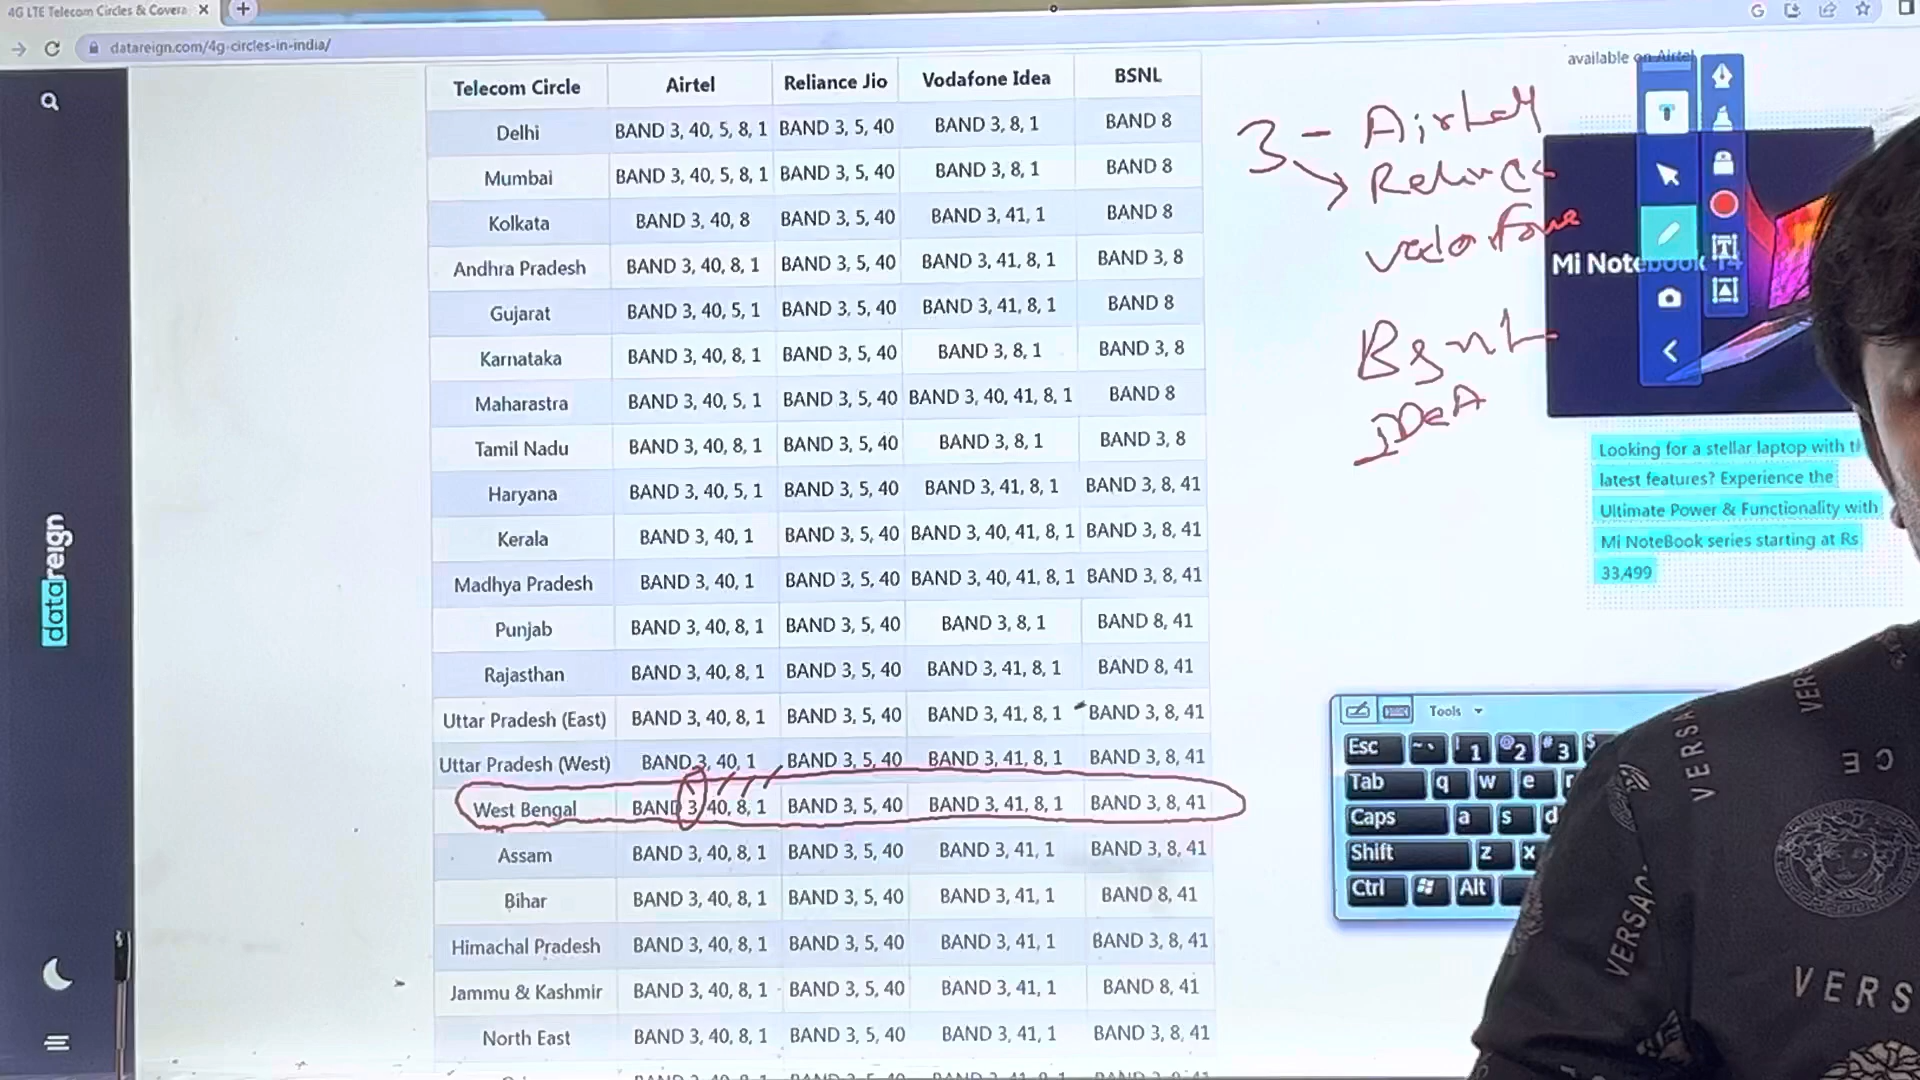 4G LTE Telecom Circles & Covera
datareign.com/4g-circles-in-india/
available on Airtel
Telecom Circle Airtel Reliance Jio Vodafone Idea BSNL
Delhi BAND 3, 40, 5, 8, 1 BAND 3, 5, 40 BAND 3, 8, 1 BAND 8
Mumbai BAND 3, 40, 5, 8, 1 BAND 3, 5, 40 BAND 3, 8, 1 BAND 8
Kolkata BAND 3, 40, 8 BAND 3, 5, 40 BAND 3, 41, 1 BAND 8
Andhra Pradesh BAND 3, 40, 8, 1 BAND 3, 5, 40 BAND 3, 41, 8, 1 BAND 3, 8
Gujarat BAND 3, 40, 5, 1 BAND 3, 5, 40 BAND 3, 41, 8, 1 BAND 8
Karnataka BAND 3, 40, 8, 1 BAND 3, 5, 40 BAND 3, 8, 1 BAND 3, 8
Maharastra BAND 3, 40, 5, 1 BAND 3, 5, 40 BAND 3, 40, 41, 8, 1 BAND 8
Tamil Nadu BAND 3, 40, 8, 1 BAND 3, 5, 40 BAND 3, 8, 1 BAND 3, 8
Haryana BAND 3, 40, 5, 1 BAND 3, 5, 40 BAND 3, 41, 8, 1 BAND 3, 8, 41
Kerala BAND 3, 40, 1 BAND 3, 5, 40 BAND 3, 40, 41, 8, 1 BAND 3, 8, 41
Madhya Pradesh BAND 3, 40, 1 BAND 3, 5, 40 BAND 3, 40, 41, 8, 1 BAND 3, 8, 41
Punjab BAND 3, 40, 8, 1 BAND 3, 5, 40 BAND 3, 8, 1 BAND 8, 41
Rajasthan BAND 3, 40, 8, 1 BAND 3, 5, 40 BAND 3, 41, 8, 1 BAND 8, 41
Uttar Pradesh (East) BAND 3, 40, 8, 1 BAND 3, 5, 40 BAND 3, 41, 8, 1 BAND 3, 8, 41
Uttar Pradesh (West) BAND 3, 40, 1 BAND 3, 5, 40 BAND 3, 41, 8, 1 BAND 3, 8, 41
West Bengal BAND 3, 40, 8, 1 BAND 3, 5, 40 BAND 3, 41, 8, 1 BAND 3, 8, 41
Assam BAND 3, 40, 8, 1 BAND 3, 5, 40 BAND 3, 41, 1 BAND 3, 8, 41
Bihar BAND 3, 40, 8, 1 BAND 3, 5, 40 BAND 3, 41, 1 BAND 8, 41
Himachal Pradesh BAND 3, 40, 8, 1 BAND 3, 5, 40 BAND 3, 41, 1 BAND 3, 8, 41
Jammu & Kashmir BAND 3, 40, 8, 1 BAND 3, 5, 40 BAND 3, 41, 1 BAND 8, 41
North East BAND 3, 40, 8, 1 BAND 3, 5, 40 BAND 3, 41, 1 BAND 3, 8, 41
3 - Airtel
vodarfone
Bsnl
IDeA
Mi Notebook 14
Looking for a stellar laptop with
latest features? Experience the
Ultimate Power & Functionality with
Mi NoteBook series starting at Rs
33,499
datareign
Tools
Esc ~ ` ! 1 @ 2 # 3 $
Tab q w e r
Caps a s d
Shift z x
Ctrl Alt
VERSACE
VERS